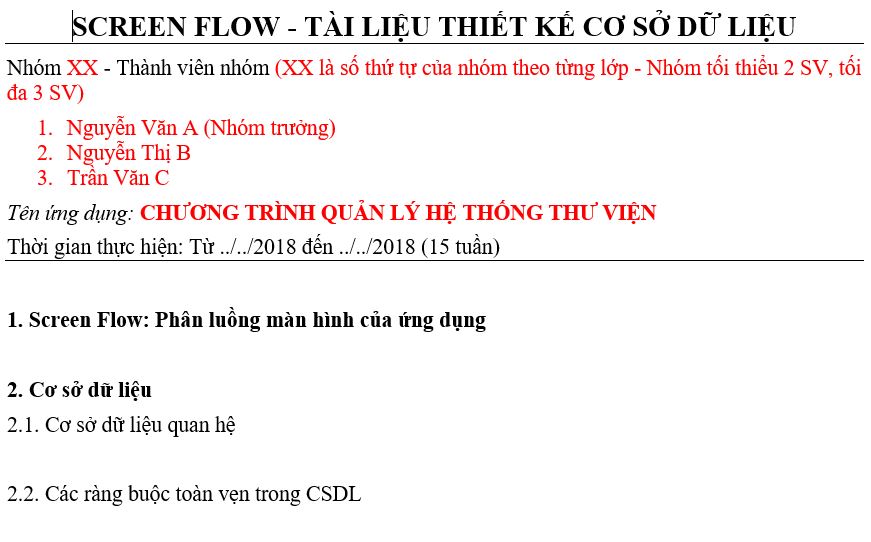 SCREEN FLOW - TÀI LIỆU THIẾT KẾ CƠ SỞ DỮ LIỆU
Nhóm XX - Thành viên nhóm (XX là số thứ tự của nhóm theo từng lớp - Nhóm tối thiểu 2 SV, tối
đa 3 SV)
1. Nguyễn Văn A (Nhóm trưởng)
2. Nguyễn Thị B
3. Trần Văn C
Tên ứng dụng: CHƯƠNG TRÌNH QUẢN LÝ HỆ THỐNG THƯ VIỆN
Thời gian thực hiện: Từ ../../2018 đến ../../2018 (15 tuần)
1. Screen Flow: Phân luồng màn hình của ứng dụng
2. Cơ sở dữ liệu
2.1. Cơ sở dữ liệu quan hệ
2.2. Các ràng buộc toàn vẹn trong CSDL